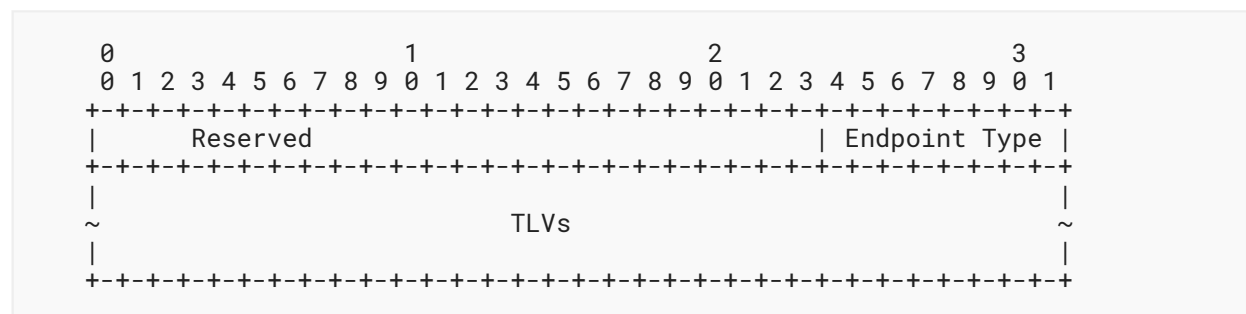 0                   1                   2                   3
 0 1 2 3 4 5 6 7 8 9 0 1 2 3 4 5 6 7 8 9 0 1 2 3 4 5 6 7 8 9 0 1
+-+-+-+-+-+-+-+-+-+-+-+-+-+-+-+-+-+-+-+-+-+-+-+-+-+-+-+-+-+-+-+-+
|      Reserved                                 | Endpoint Type |
+-+-+-+-+-+-+-+-+-+-+-+-+-+-+-+-+-+-+-+-+-+-+-+-+-+-+-+-+-+-+-+-+
|                                                               |
~                           TLVs                                ~
|                                                               |
+-+-+-+-+-+-+-+-+-+-+-+-+-+-+-+-+-+-+-+-+-+-+-+-+-+-+-+-+-+-+-+-+